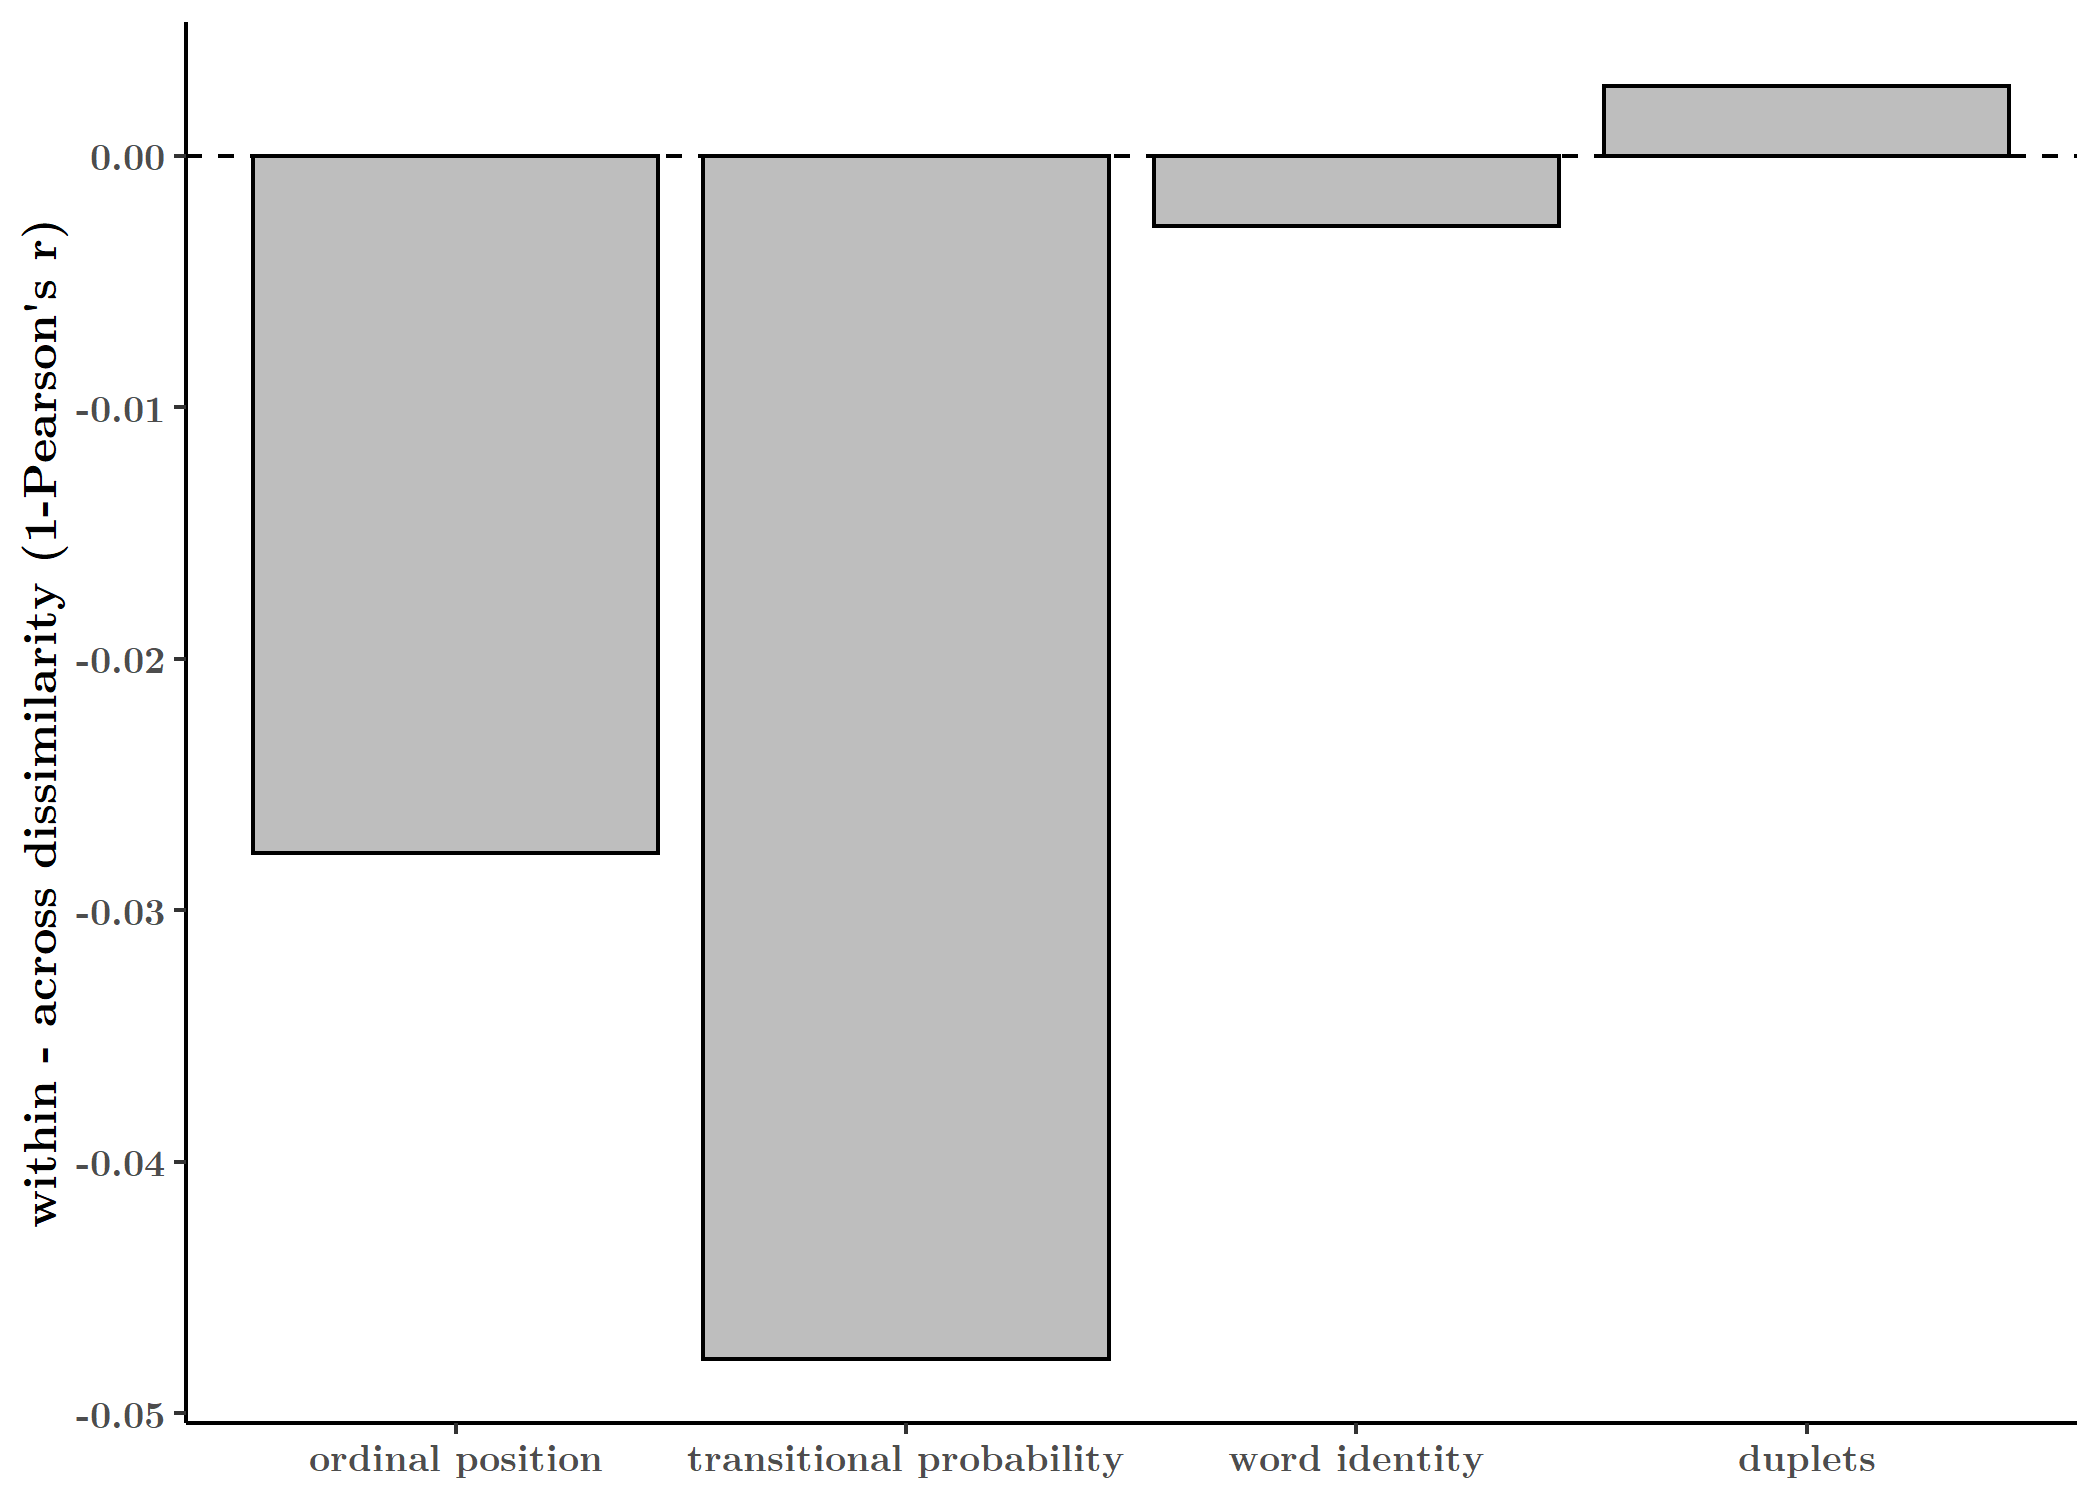 within - across dissimilarity (1-Pearson's r)
0.00
-0.01
-0.02
-0.03
-0.04
-0.05
ordinal position
transitional probability
word identity
duplets